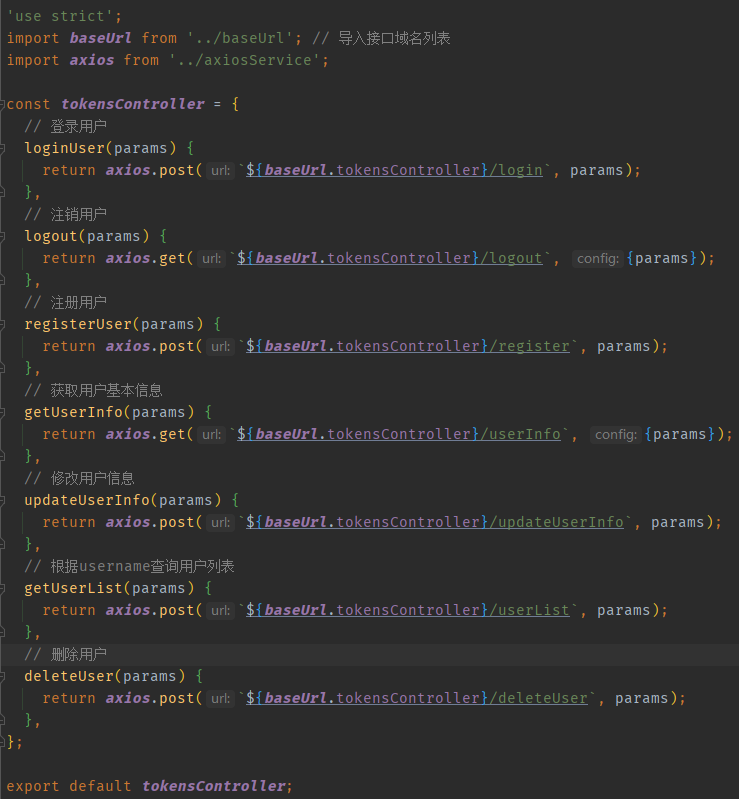 'use strict';
import baseUrl from '../baseUrl'; // 导入接口域名列表
import axios from '../axiosService';
const tokensController = {
// 登录用户
loginUser(params) {
return axios.post( url: `${baseUrl.tokensController}/login`, params);
},
// 注销用户
logout(params) {
return axios.get( url: `${baseUrl.tokensController}/logout`, config: {params});
},
// 注册用户
registerUser(params) {
return axios.post( url: `${baseUrl.tokensController}/register`, params);
},
// 获取用户基本信息
getUserInfo(params) {
return axios.get( url: `${baseUrl.tokensController}/userInfo`, config: {params});
},
// 修改用户信息
updateUserInfo(params) {
return axios.post( url: `${baseUrl.tokensController}/updateUserInfo`, params);
},
// 根据username查询用户列表
getUserList(params) {
return axios.post( url: `${baseUrl.tokensController}/userList`, params);
},
// 删除用户
deleteUser(params) {
return axios.post( url: `${baseUrl.tokensController}/deleteUser`, params);
},
};
export default tokensController;